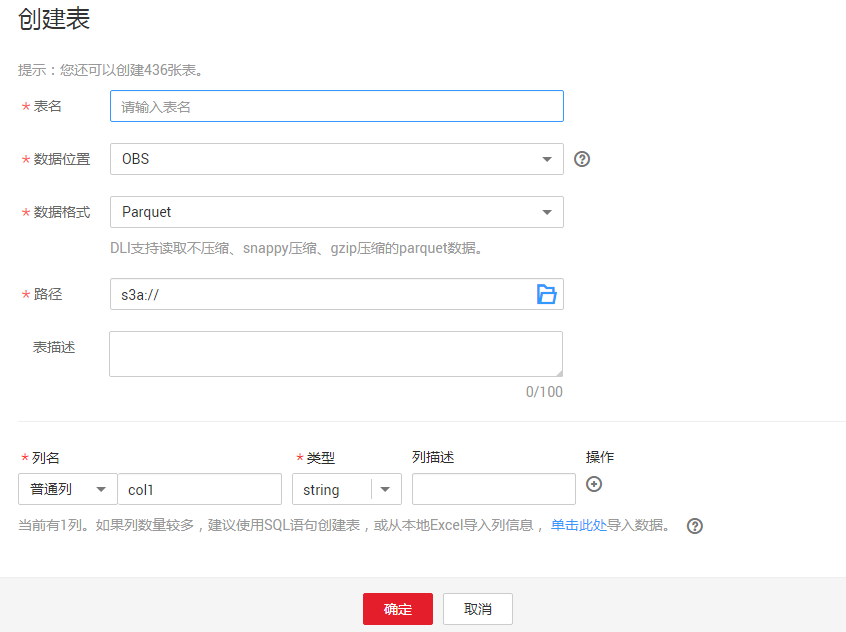 创建表
提示：您还可以创建436张表。
* 表名 请输入表名
* 数据位置 OBS ?
* 数据格式 Parquet
DLI支持读取不压缩、snappy压缩、gzip压缩的parquet数据。
* 路径 s3a://
表描述
0/100
* 列名 * 类型 列描述 操作
普通列 col1 string
当前有1列。如果列数量较多，建议使用SQL语句创建表，或从本地Excel导入列信息，单击此处导入数据。 ?
确定 取消